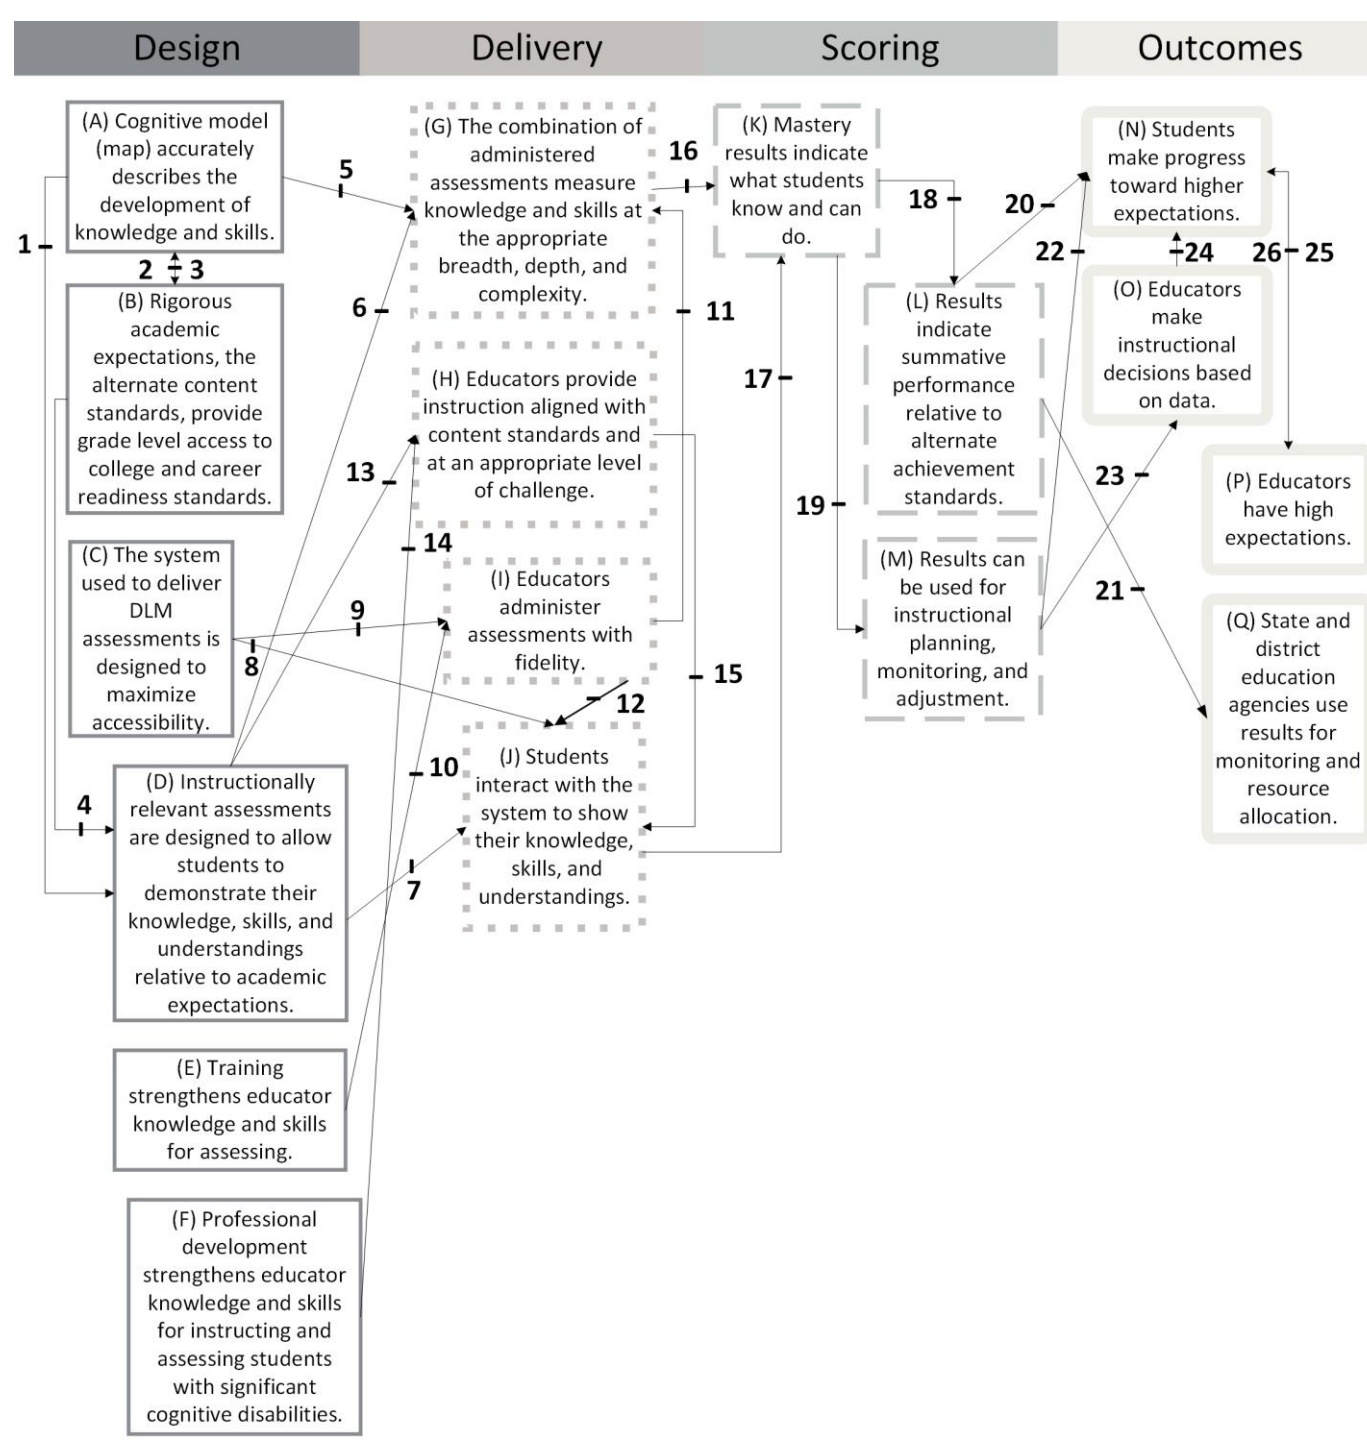 Design
Delivery
Scoring
Outcomes
(A) Cognitive model
(map) accurately
describes the
development of
knowledge and skills.
1
2
3
(B) Rigorous
academic
expectations, the
alternate content
standards, provide
grade level access to
college and career
readiness standards.
(C) The system
used to deliver
DLM
assessments is
designed to
maximize
accessibility.
4
(D) Instructionally
relevant assessments
are designed to allow
students to
demonstrate their
knowledge, skills, and
understandings
relative to academic
expectations.
(E) Training
strengthens educator
knowledge and skills
for assessing.
(F) Professional
development
strengthens educator
knowledge and skills
for instructing and
assessing students
with significant
cognitive disabilities.
5
6
13
14
9
8
10
7
(G) The combination of
administered
assessments measure
knowledge and skills at
the appropriate
breadth, depth, and
complexity.
(H) Educators provide
instruction aligned with
content standards and
at an appropriate level
of challenge.
(I) Educators
administer
assessments with
fidelity.
12
(J) Students
interact with the
system to show
their knowledge,
skills, and
understandings.
16
11
15
17
(K) Mastery
results indicate
what students
know and can
do.
18
19
(L) Results
indicate
summative
performance
relative to
alternate
achievement
standards.
(M) Results can
be used for
instructional
planning,
monitoring, and
adjustment.
20
22
23
21
(N) Students
make progress
toward higher
expectations.
24
26
25
(O) Educators
make
instructional
decisions based
on data.
(P) Educators
have high
expectations.
(Q) State and
district
education
agencies use
results for
monitoring and
resource
allocation.